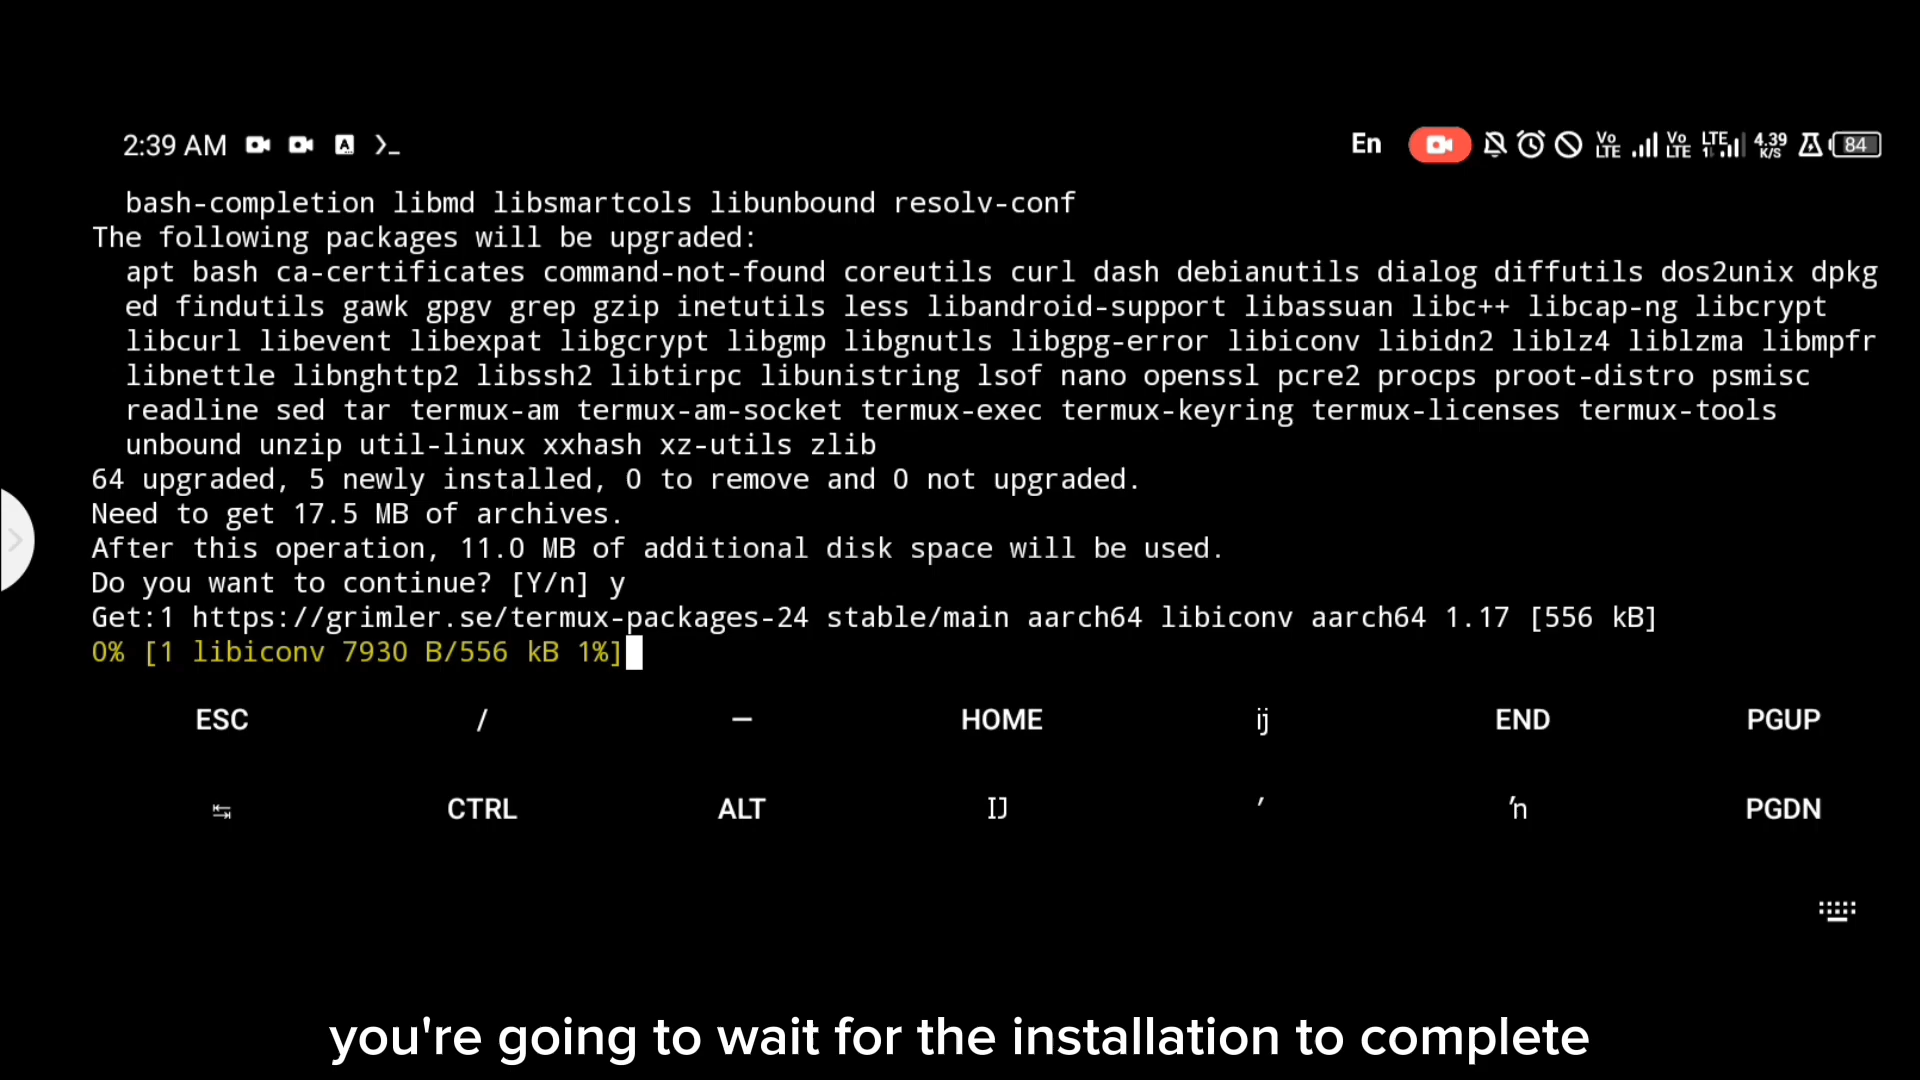 2:39 AM A >_ En Vo LTE Vo LTE LTE 4.39 K/S 84
bash-completion libmd libsmartcols libunbound resolv-conf
The following packages will be upgraded:
apt bash ca-certificates command-not-found coreutils curl dash debianutils dialog diffutils dos2unix dpkg
ed findutils gawk gpgv grep gzip inetutils less libandroid-support libassuan libc++ libcap-ng libcrypt
libcurl libevent libexpat libgcrypt libgmp libgnutls libgpg-error libiconv libidn2 liblz4 liblzma libmpfr
libnettle libnghttp2 libssh2 libtirpc libunistring lsof nano openssl pcre2 procps proot-distro psmisc
readline sed tar termux-am termux-am-socket termux-exec termux-keyring termux-licenses termux-tools
unbound unzip util-linux xxhash xz-utils zlib
64 upgraded, 5 newly installed, 0 to remove and 0 not upgraded.
Need to get 17.5 MB of archives.
After this operation, 11.0 MB of additional disk space will be used.
Do you want to continue? [Y/n] y
Get:1 https://grimler.se/termux-packages-24 stable/main aarch64 libiconv aarch64 1.17 [556 kB]
0% [1 libiconv 7930 B/556 kB 1%]
ESC / — HOME ĳ END PGUP
↹ CTRL ALT Ĳ ′ ŉ PGDN
you're going to wait for the installation to complete